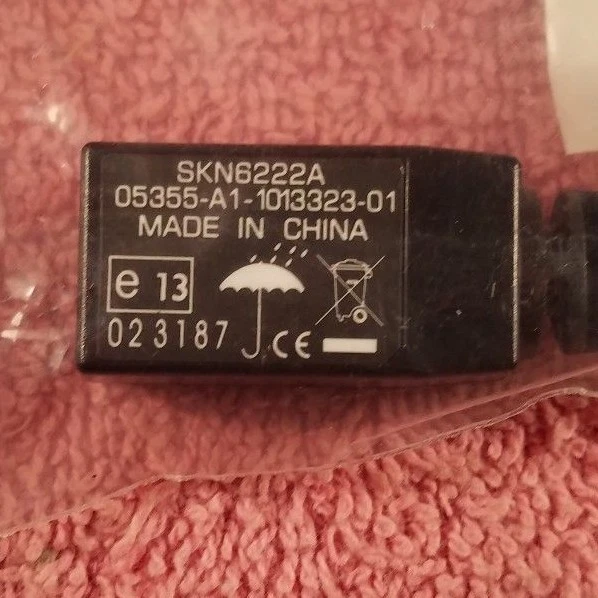 SKN6222A
05355-A1-1013323-01
MADE IN CHINA
e 13
023187
CE